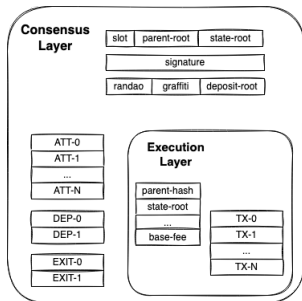 Consensus
Layer
slot parent-root state-root
signature
randao graffiti deposit-root
ATT-0
ATT-1
...
ATT-N
DEP-0
DEP-1
EXIT-0
EXIT-1
Execution
Layer
parent-hash
state-root
...
base-fee
TX-0
TX-1
...
TX-N